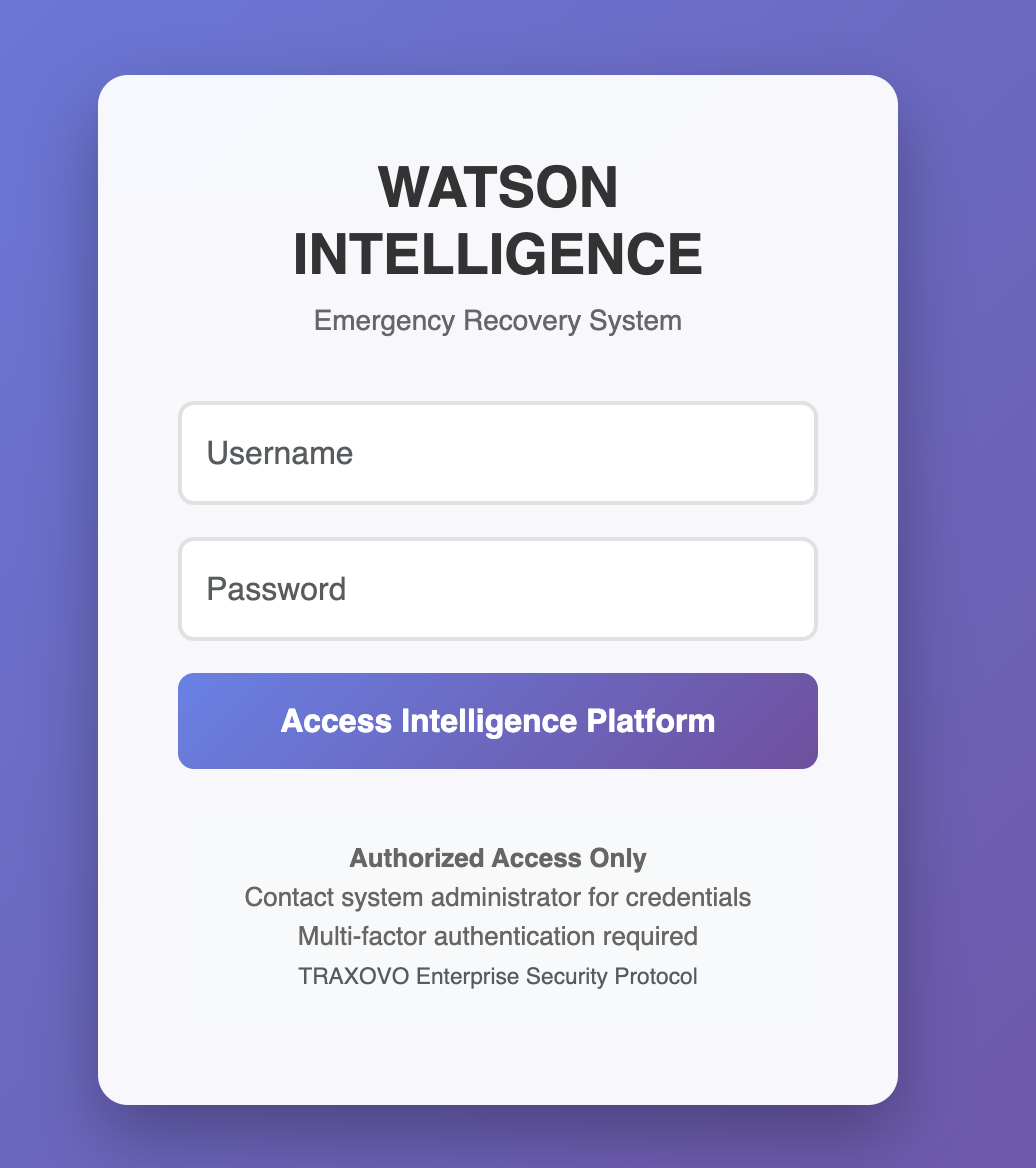 WATSON
INTELLIGENCE
Emergency Recovery System
Username
Password
Access Intelligence Platform
Authorized Access Only
Contact system administrator for credentials
Multi-factor authentication required
TRAXOVO Enterprise Security Protocol